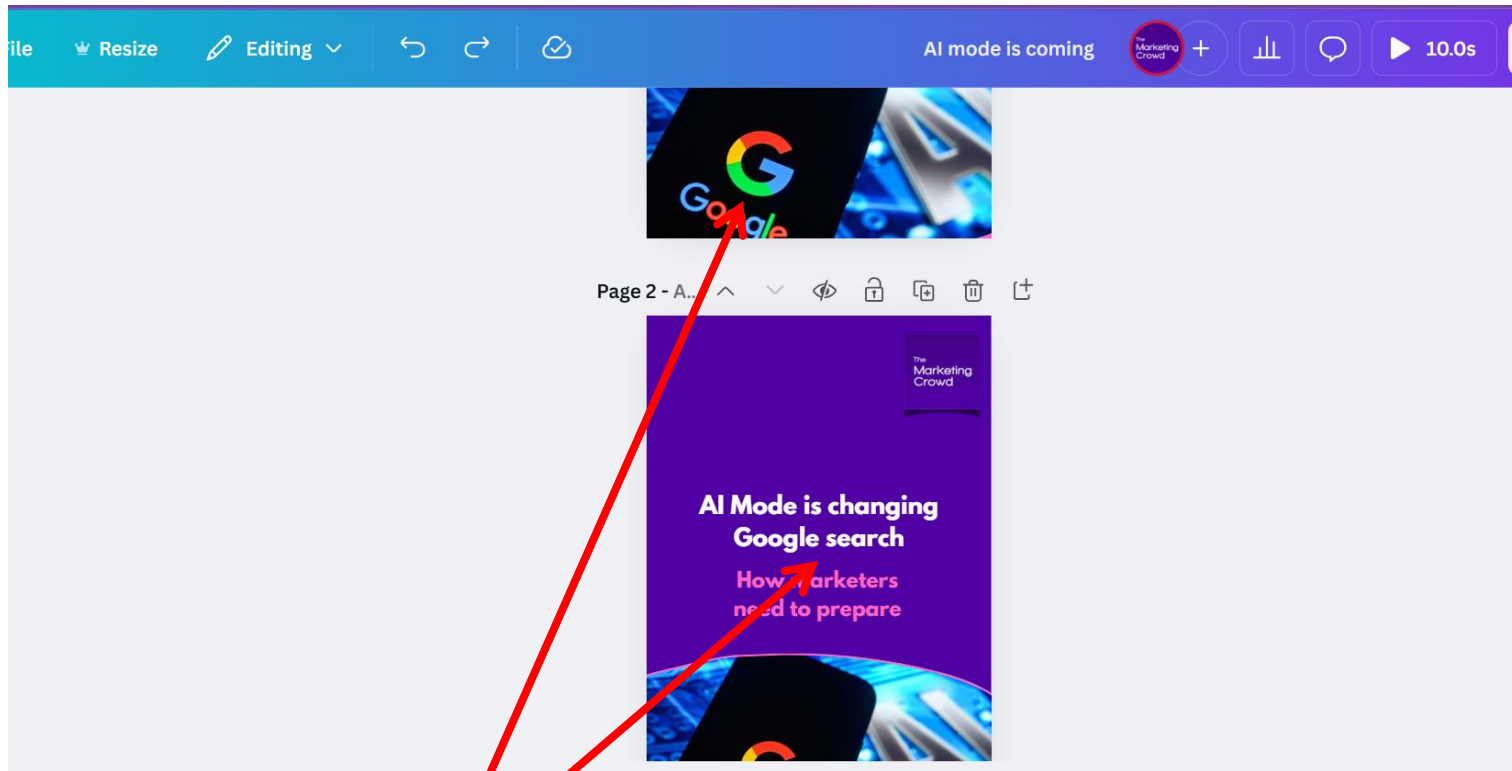 File
Resize
Editing
AI mode is coming
The
Marketing
Crowd
10.0s
Google
Page 2 - A...
The
Marketing
Crowd
AI Mode is changing
Google search
How marketers
need to prepare